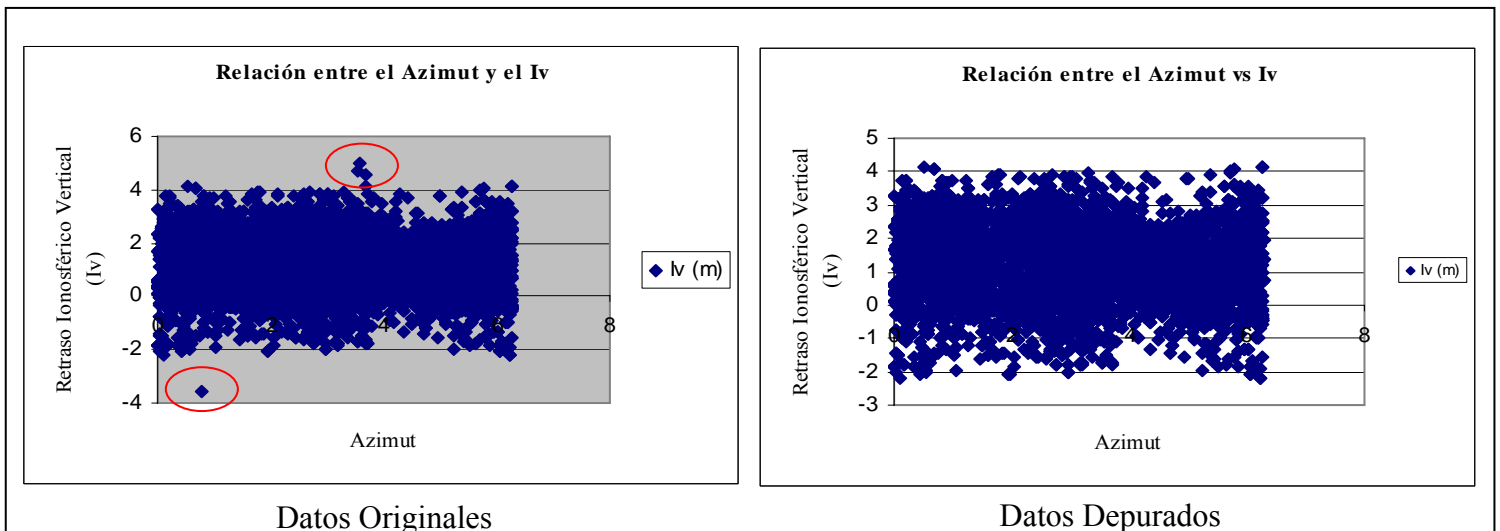 Relación entre el Azimut y el Iv
6
4
2
0
-2
-4
0 2 4 6 8
Retraso Ionosférico Vertical
(Iv)
Iv (m)
Azimut
Datos Originales
Relación entre el Azimut vs Iv
5
4
3
2
1
0
-1
-2
-3
0 2 4 6 8
Retraso Ionosférico Vertical
(Iv)
Iv (m)
Azimut
Datos Depurados